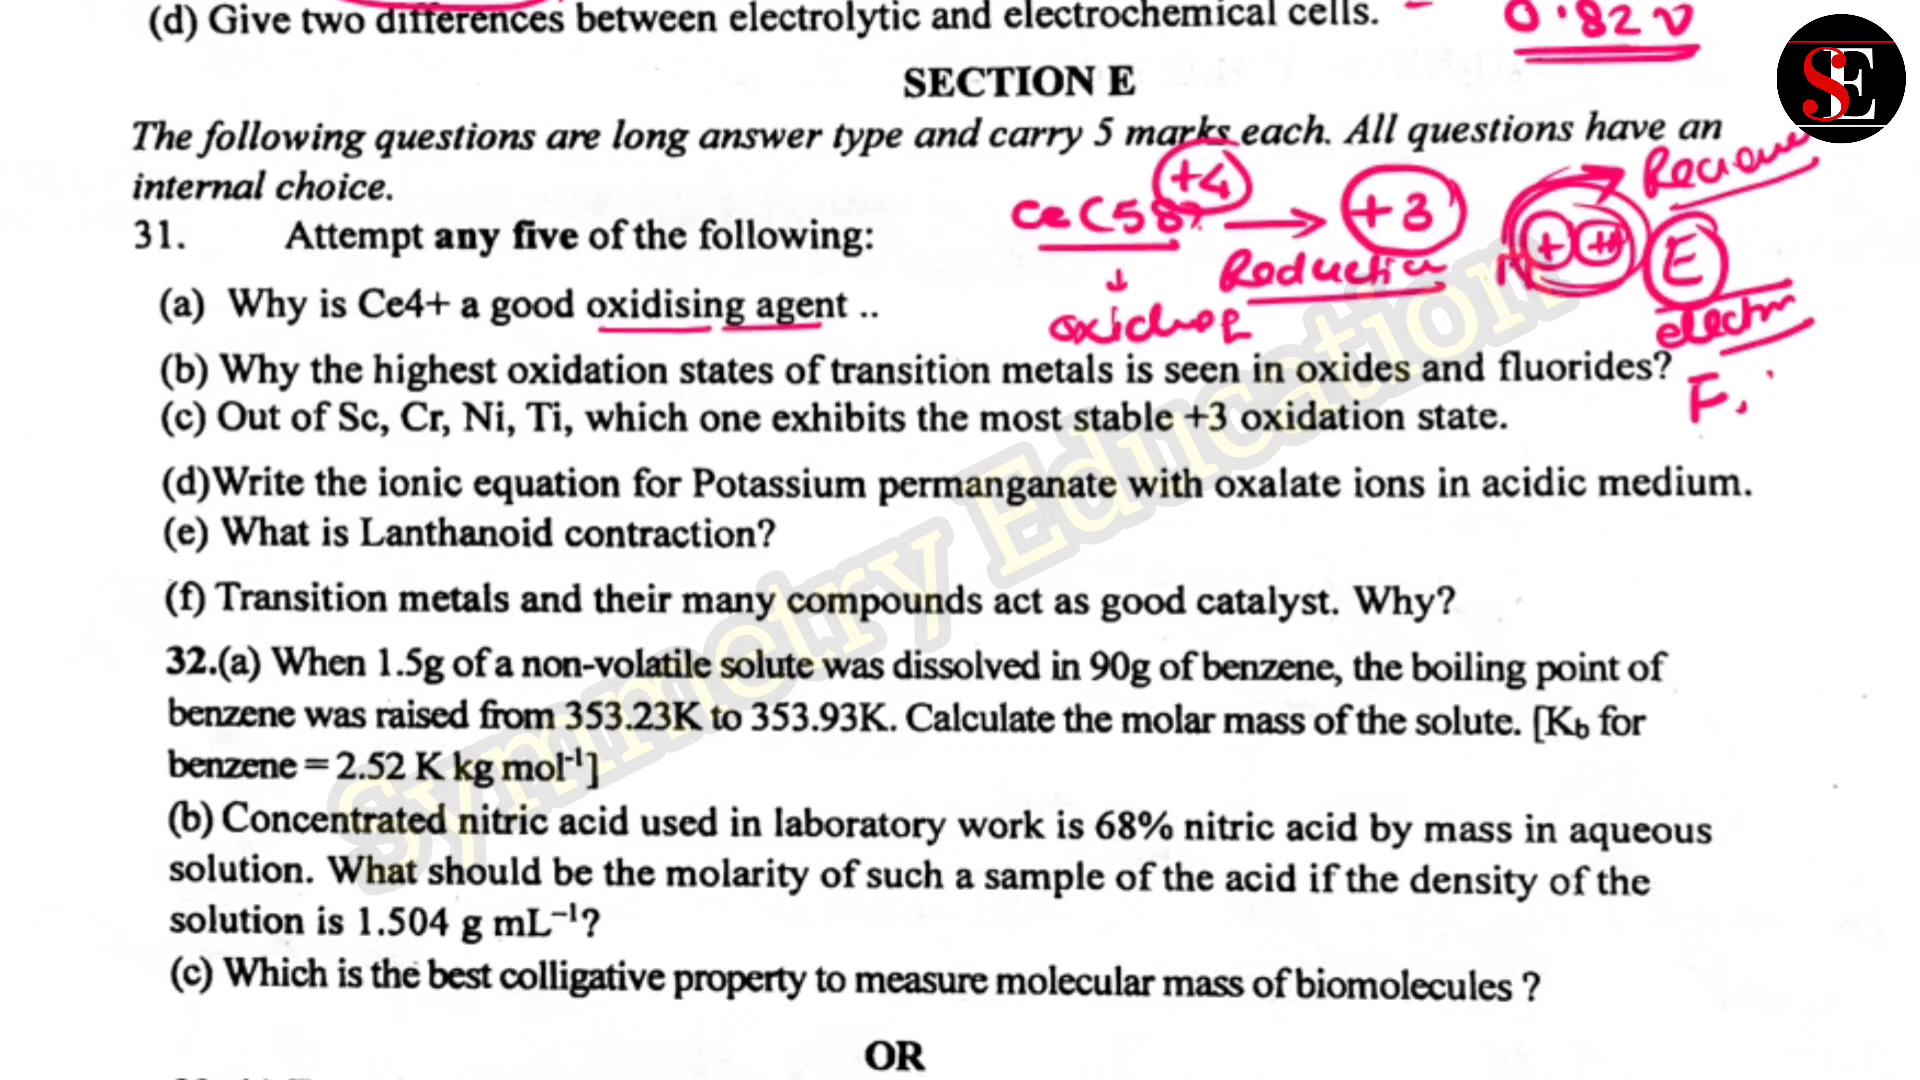 (d) Give two differences between electrolytic and electrochemical cells.
0.82 v
SE
SECTION E
The following questions are long answer type and carry 5 marks each. All questions have an
internal choice.
+4
Ce (58) → +3
Reduction
E
31. Attempt any five of the following:
(a) Why is Ce4+ a good oxidising agent ..
(b) Why the highest oxidation states of transition metals is seen in oxides and fluorides?
F,
(c) Out of Sc, Cr, Ni, Ti, which one exhibits the most stable +3 oxidation state.
(d)Write the ionic equation for Potassium permanganate with oxalate ions in acidic medium.
(e) What is Lanthanoid contraction?
(f) Transition metals and their many compounds act as good catalyst. Why?
32.(a) When 1.5g of a non-volatile solute was dissolved in 90g of benzene, the boiling point of
benzene was raised from 353.23K to 353.93K. Calculate the molar mass of the solute. [Kb for
benzene = 2.52 K kg mol⁻¹]
(b) Concentrated nitric acid used in laboratory work is 68% nitric acid by mass in aqueous
solution. What should be the molarity of such a sample of the acid if the density of the
solution is 1.504 g mL⁻¹?
(c) Which is the best colligative property to measure molecular mass of biomolecules ?
OR
Symmetry Education